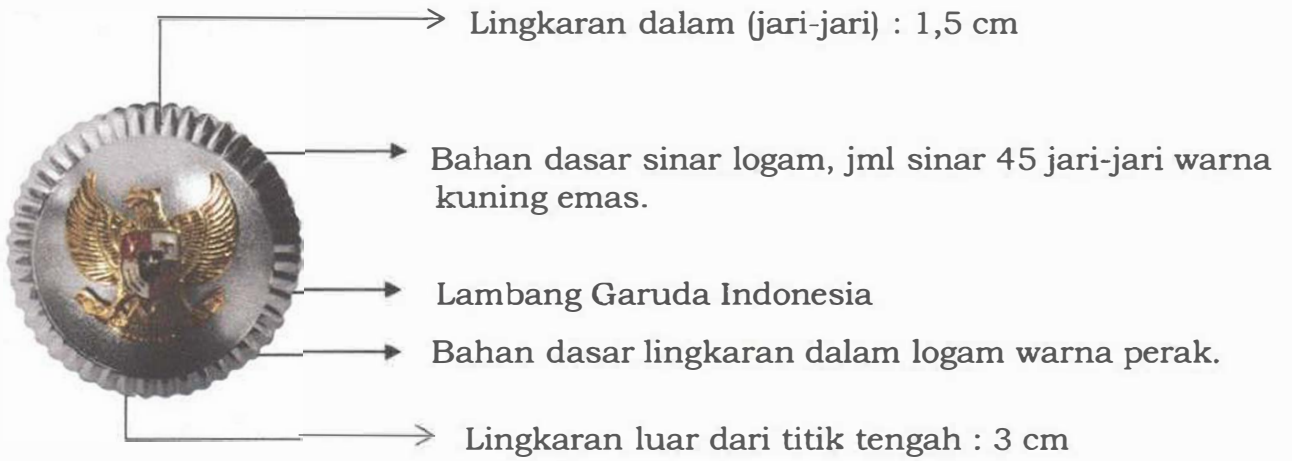 Lingkaran dalam (jari-jari) : 1,5 cm
Bahan dasar sinar logam, jml sinar 45 jari-jari warna
kuning emas.
Lambang Garuda Indonesia
Bahan dasar lingkaran dalam logam warna perak.
Lingkaran luar dari titik tengah : 3 cm